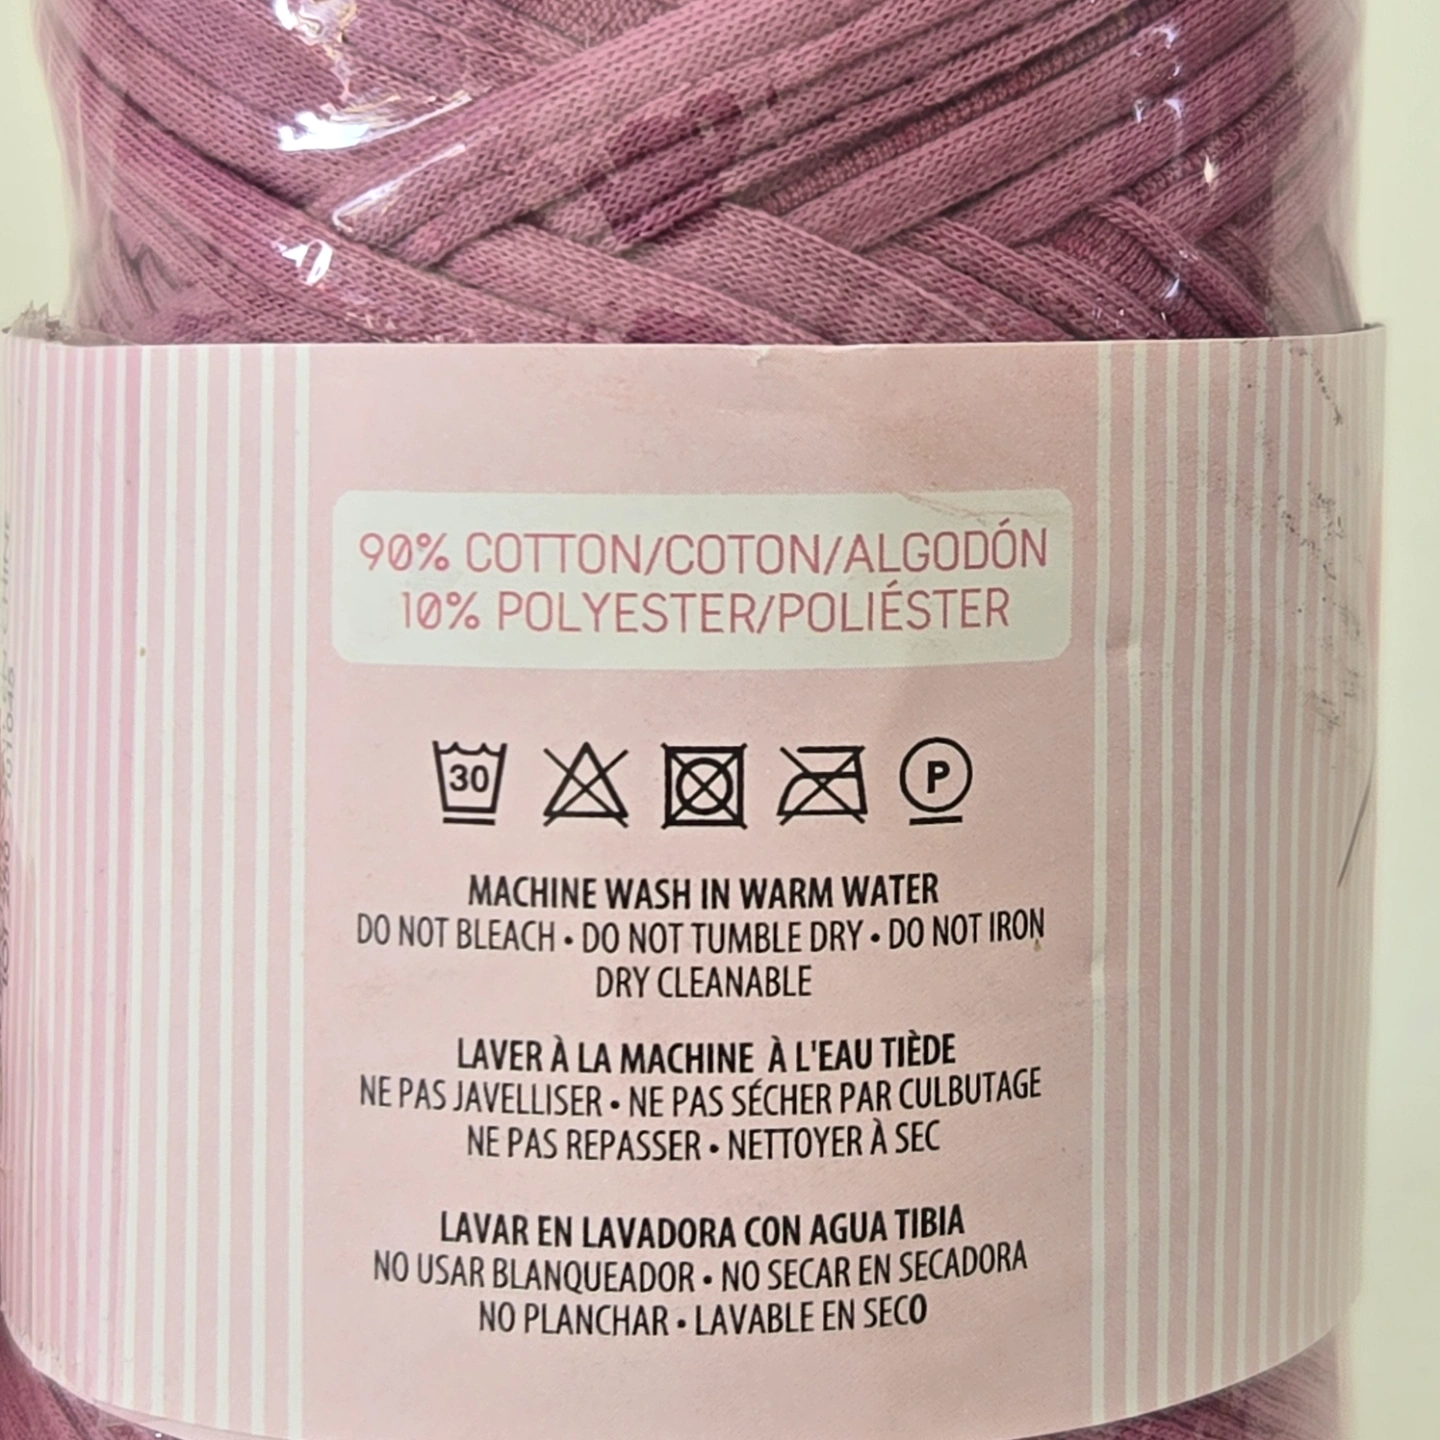 90% COTTON/COTON/ALGODÓN
10% POLYESTER/POLIÉSTER
30
P
MACHINE WASH IN WARM WATER
DO NOT BLEACH • DO NOT TUMBLE DRY • DO NOT IRON
DRY CLEANABLE
LAVER À LA MACHINE À L'EAU TIÈDE
NE PAS JAVELLISER • NE PAS SÉCHER PAR CULBUTAGE
NE PAS REPASSER • NETTOYER À SEC
LAVAR EN LAVADORA CON AGUA TIBIA
NO USAR BLANQUEADOR • NO SECAR EN SECADORA
NO PLANCHAR • LAVABLE EN SECO